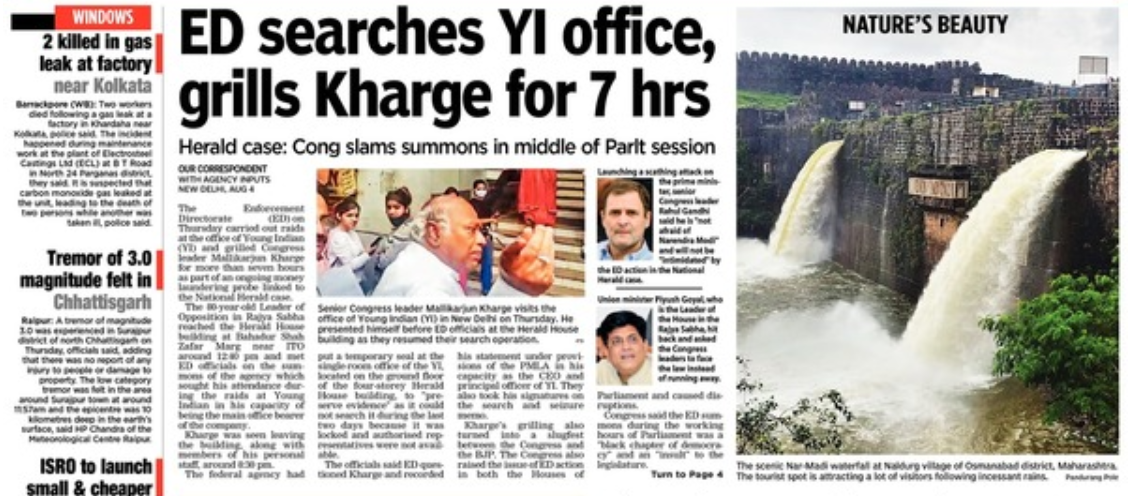 WINDOWS
2 killed in gas
leak at factory
near Kolkata
Barrackpore (WB): Two workers
died following a gas leak at a
factory in Khardaha near
Kolkata, police said. The incident
happened during maintenance
work at the plant of Electrosteel
Castings Ltd (ECL) at B T Road
in North 24 Parganas district,
they said. It is suspected that
carbon monoxide gas leaked at
the unit, leading to the death of
two persons while another was
taken ill, police said.
Tremor of 3.0
magnitude felt in
Chhattisgarh
Raipur: A tremor of magnitude
3.0 was experienced in Surajpur
district of north Chhattisgarh on
Thursday, officials said, adding
that there was no report of any
injury to people or damage to
property. The low category
tremor was felt in the area
around Surajpur town at around
11:57am and the epicentre was 10
kilometres deep in the earth's
surface, said HP Chandra of the
Meteorological Centre Raipur.
ISRO to launch
small & cheaper
ED searches YI office,
grills Kharge for 7 hrs
Herald case: Cong slams summons in middle of Parlt session
OUR CORRESPONDENT
WITH AGENCY INPUTS
NEW DELHI, AUG 4
The Enforcement
Directorate (ED) on
Thursday carried out raids
at the office of Young Indian
(YI) and grilled Congress
leader Mallikarjun Kharge
for more than seven hours
as part of an ongoing money
laundering probe linked to
the National Herald case.
The 80-year-old Leader of
Opposition in Rajya Sabha
reached the Herald House
building at Bahadur Shah
Zafar Marg near ITO
around 12:40 pm and met
ED officials on the sum-
mons of the agency which
sought his attendance dur-
ing the raids at Young
Indian in his capacity of
being the main office bearer
of the company.
Kharge was seen leaving
the building, along with
members of his personal
staff, around 8:30 pm.
The federal agency had
Senior Congress leader Mallikarjun Kharge visits the
office of Young Indian (YI) in New Delhi on Thursday. He
presented himself before ED officials at the Herald House
building as they resumed their search operation.
put a temporary seal at the
single-room office of the YI,
located on the ground floor
of the four-storey Herald
House building, to "pre-
serve evidence" as it could
not search it during the last
two days because it was
locked and authorised rep-
resentatives were not avail-
able.
The officials said ED ques-
tioned Kharge and recorded
his statement under provi-
sions of the PMLA in his
capacity as the CEO and
principal officer of YI. They
also took his signatures on
the search and seizure
memo.
Kharge's grilling also
turned into a slugfest
between the Congress and
the BJP. The Congress also
raised the issue of ED action
in both the Houses of
Launching a scathing attack on
the prime minis-
ter, senior
Congress leader
Rahul Gandhi
said he is "not
afraid of
Narendra Modi"
and will not be
"intimidated" by
the ED action in the National
Herald case.
Union minister Piyush Goyal, who
is the Leader of
the House in the
Rajya Sabha, hit
back and asked
the Congress
leaders to face
the law instead
of running away.
Parliament and caused dis-
ruptions.
Congress said the ED sum-
mons during the working
hours of Parliament was a
"black chapter of democra-
cy" and an "insult" to the
legislature.
Turn to Page 4
NATURE'S BEAUTY
The scenic Nar-Madi waterfall at Naldurg village of Osmanabad district, Maharashtra.
The tourist spot is attracting a lot of visitors following incessant rains.
Pandurang Pole